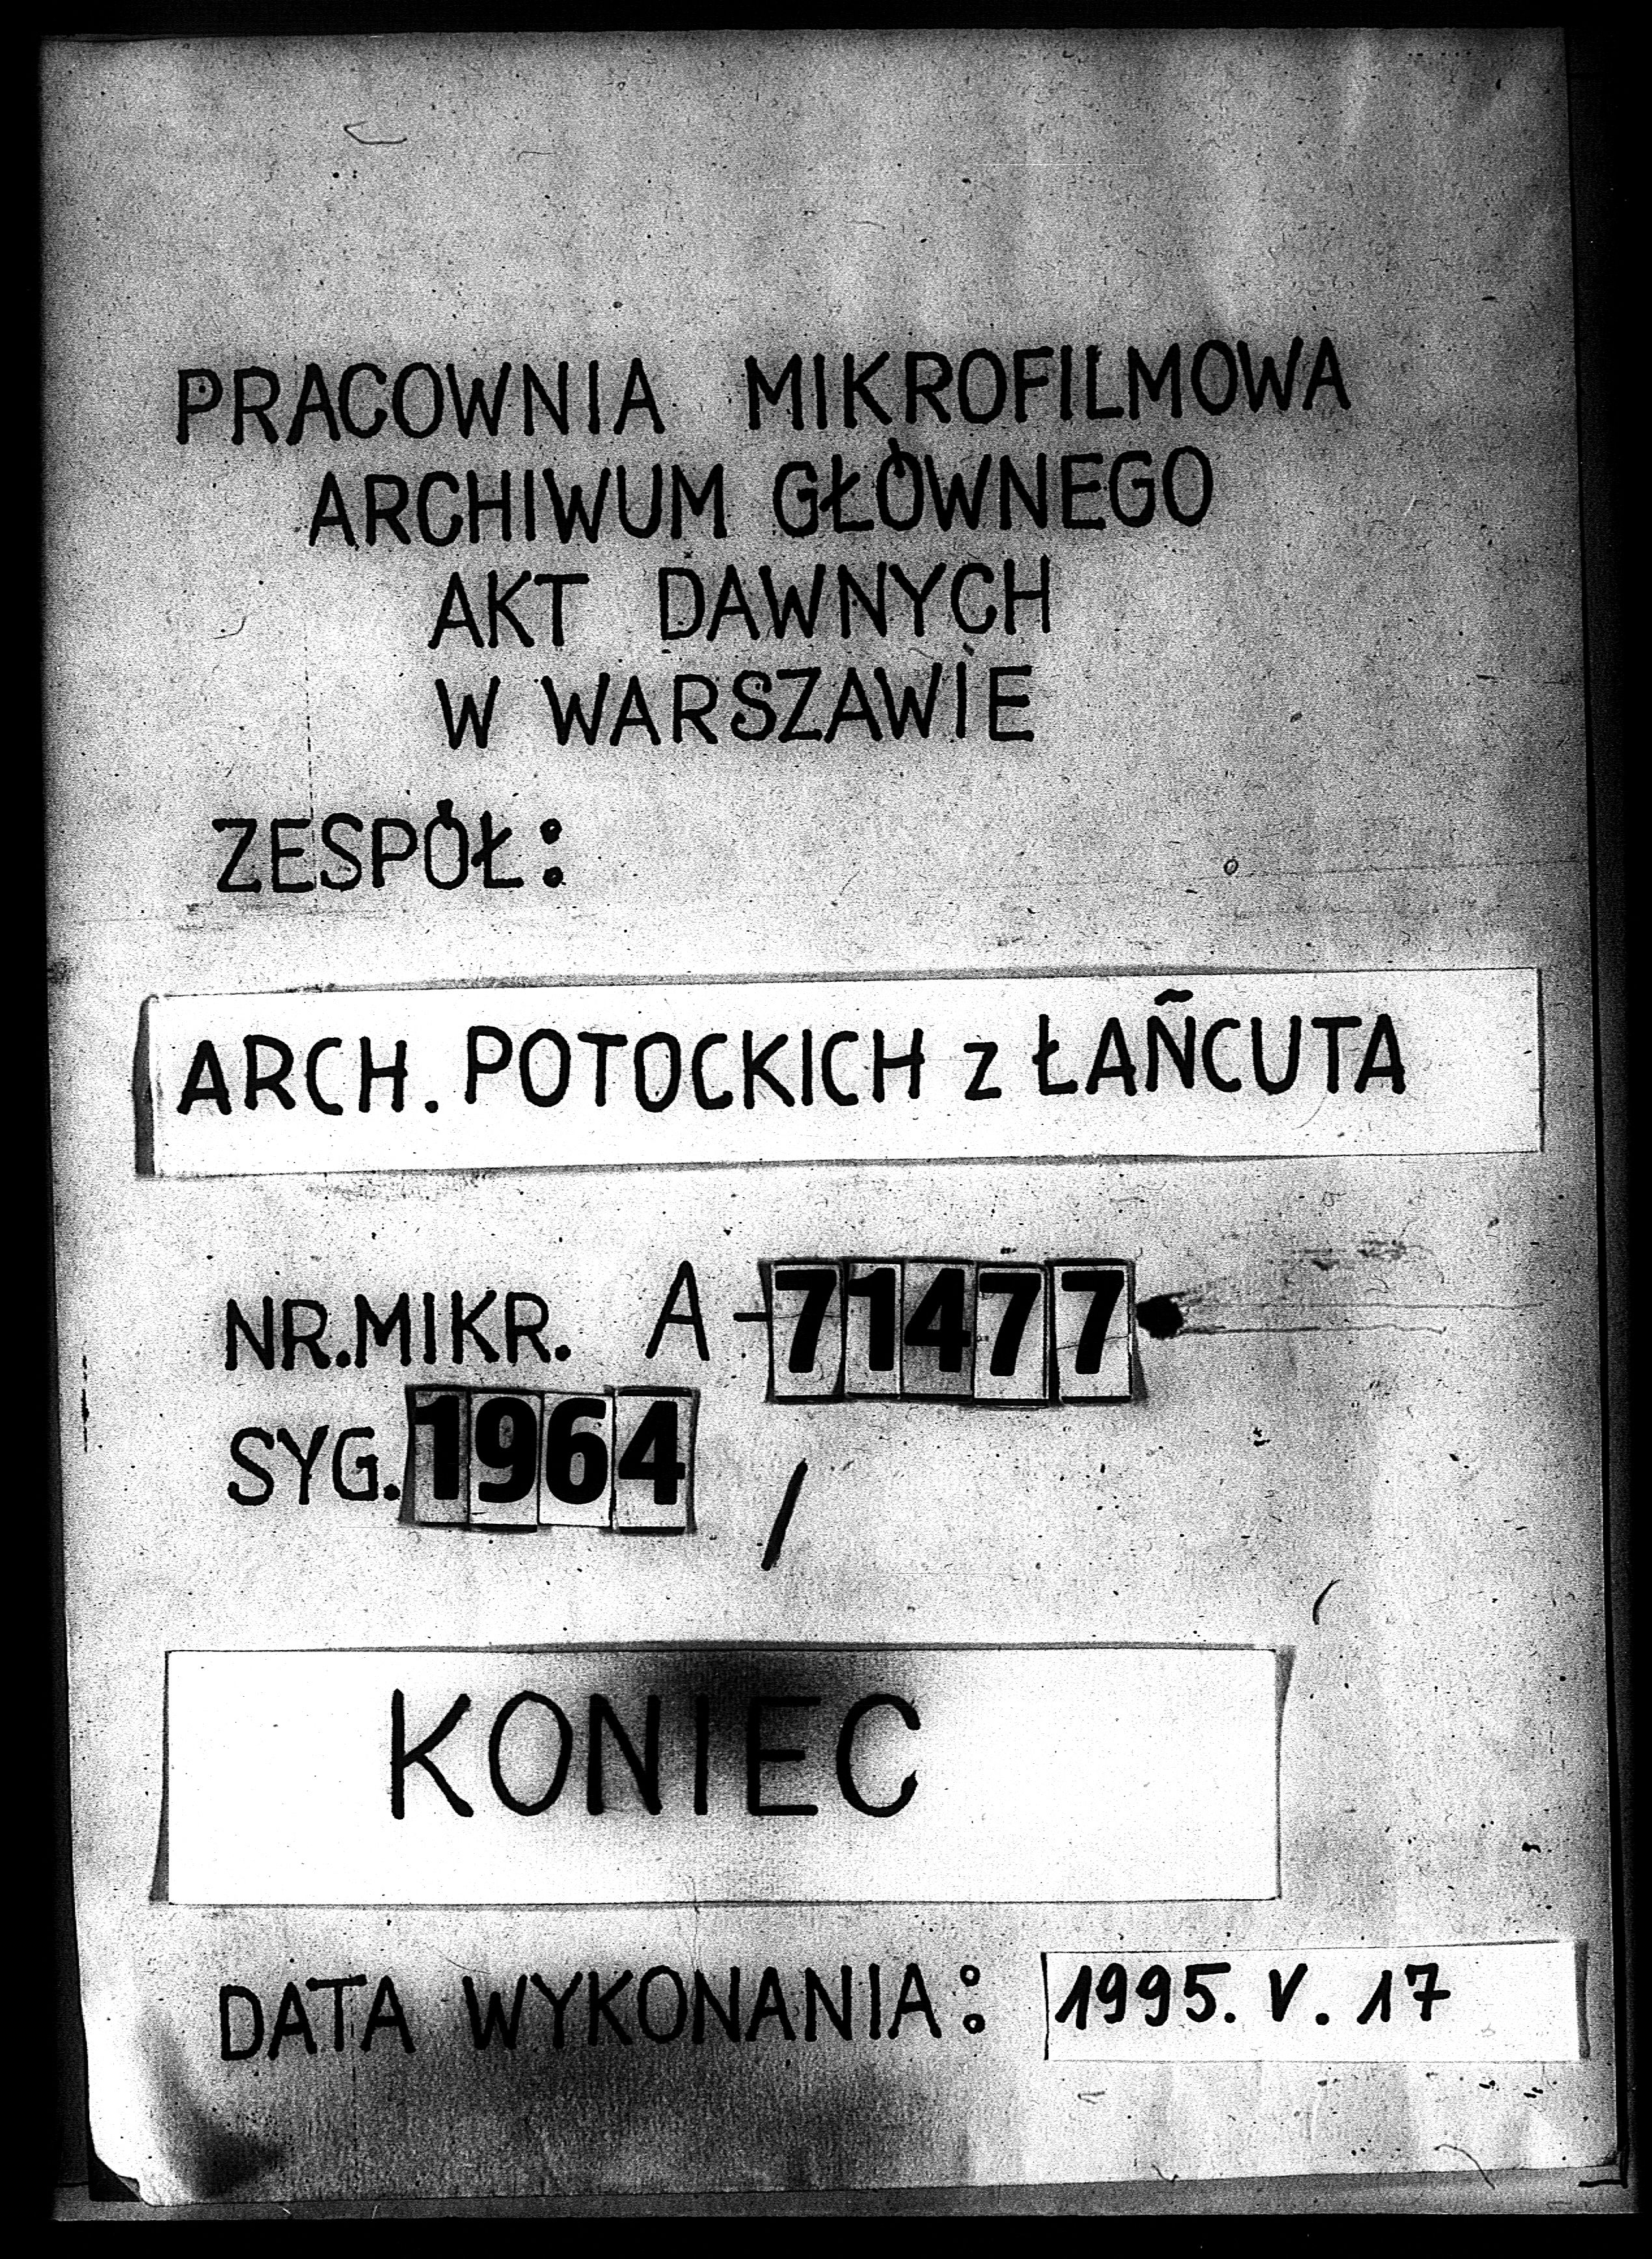 PRACOWNIA MIKROFILMOWA
ARCHIWUM GŁÓWNEGO
AKT DAWNYCH
W WARSZAWIE
ZESPÓŁ:
ARCH. POTOCKICH z ŁAŃCUTA
NR.MIKR. A-71477
SYG. 1964 /
KONIEC
DATA WYKONANIA: 1995. V. 17